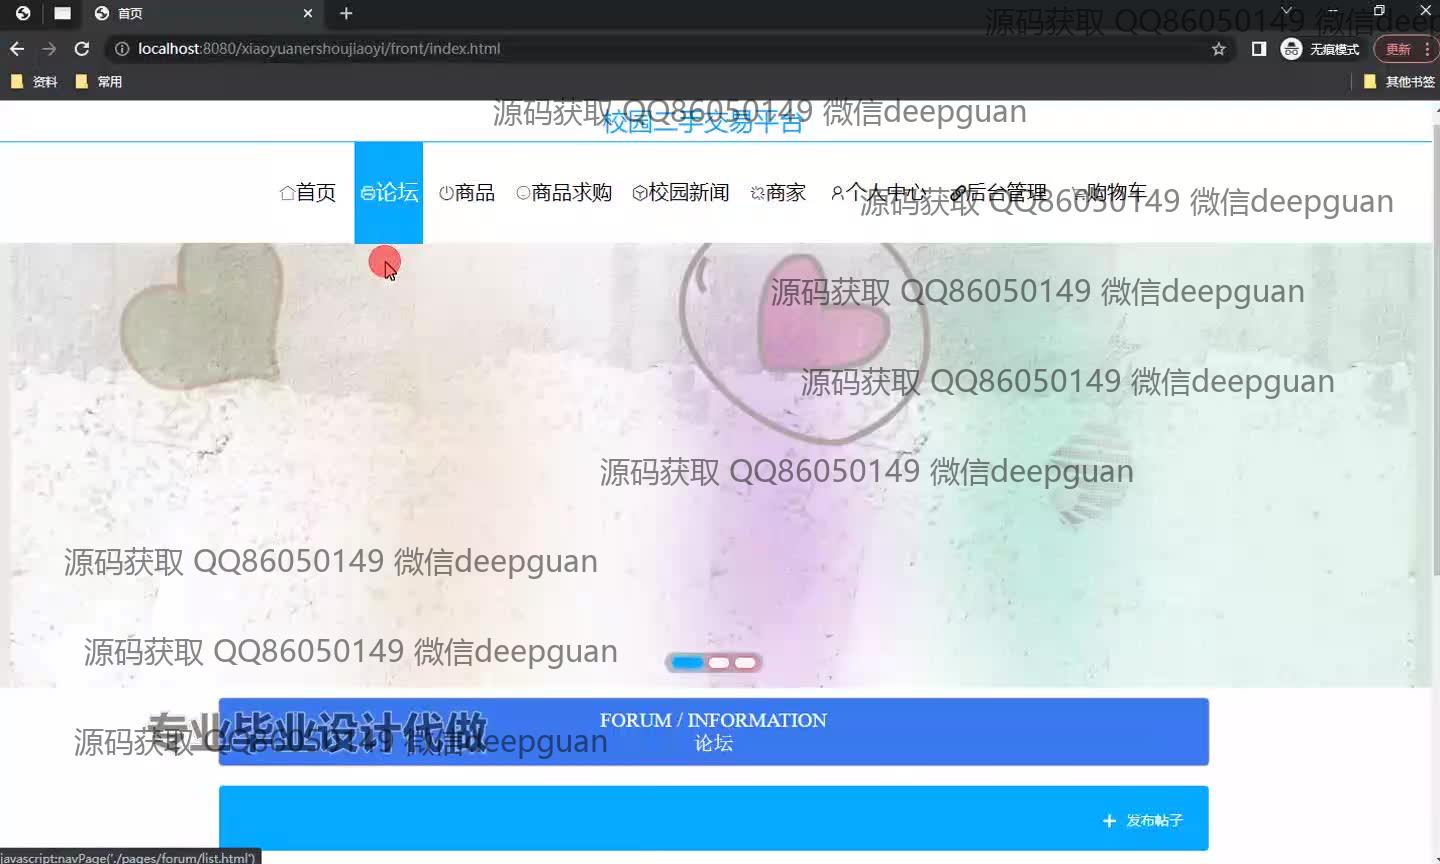 首页
源码获取 QQ86050149 微信deepguan
localhost:8080/xiaoyuanershoujiaoyi/front/index.html
无痕模式
更新
资料
常用
其他书签
源码获取 QQ86050149 微信deepguan
校园二手交易平台
首页
论坛
商品
商品求购
校园新闻
商家
个人中心
后台管理
购物车
源码获取 QQ86050149 微信deepguan
源码获取 QQ86050149 微信deepguan
源码获取 QQ86050149 微信deepguan
源码获取 QQ86050149 微信deepguan
源码获取 QQ86050149 微信deepguan
源码获取 QQ86050149 微信deepguan
FORUM / INFORMATION
论坛
专业毕业设计代做
源码获取 QQ86050149 微信deepguan
发布帖子
javascript:navPage('./pages/forum/list.html')